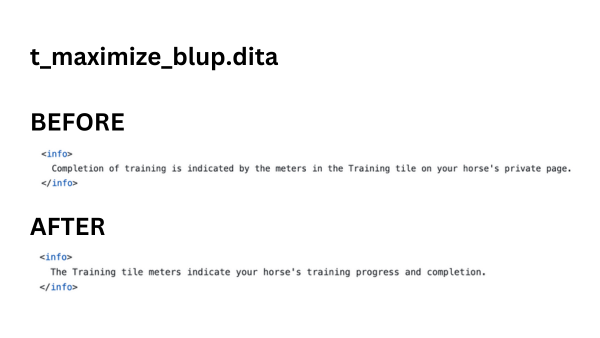 t_maximize_blup.dita
BEFORE
<info>
Completion of training is indicated by the meters in the Training tile on your horse's private page.
</info>
AFTER
<info>
The Training tile meters indicate your horse's training progress and completion.
</info>